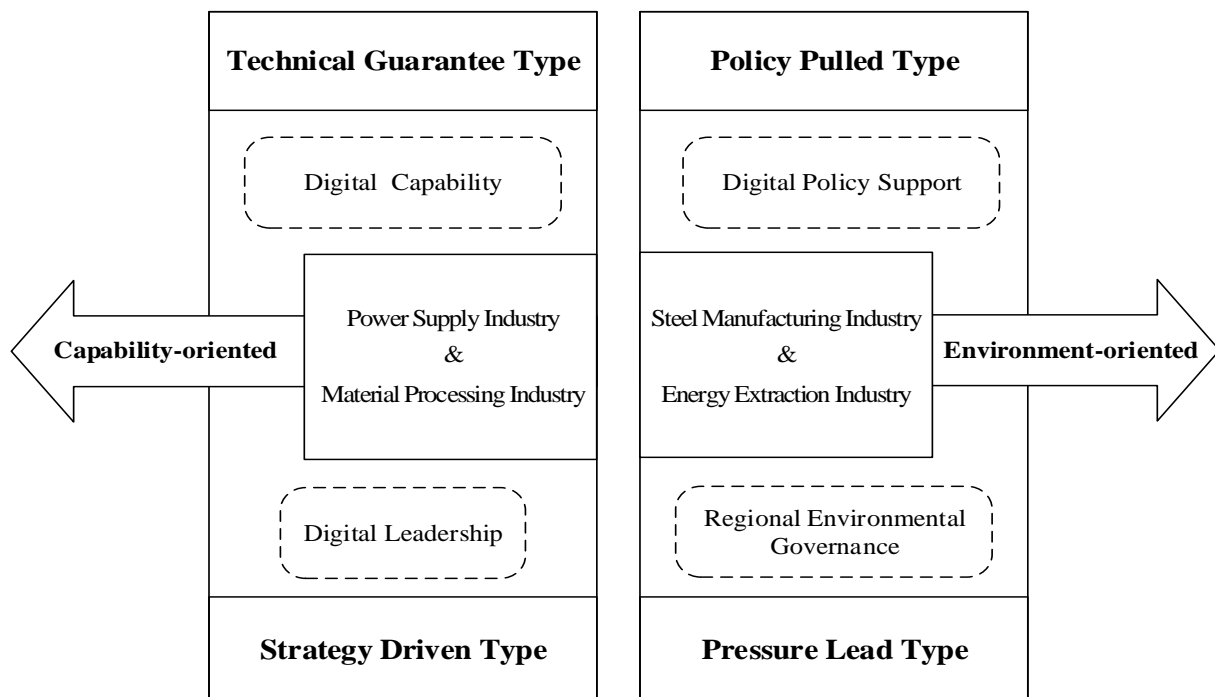 Technical Guarantee Type
Digital Capability
Power Supply Industry
&
Material Processing Industry
Capability-oriented
Digital Leadership
Strategy Driven Type
Policy Pulled Type
Digital Policy Support
Steel Manufacturing Industry
&
Energy Extraction Industry
Environment-oriented
Regional Environmental
Governance
Pressure Lead Type